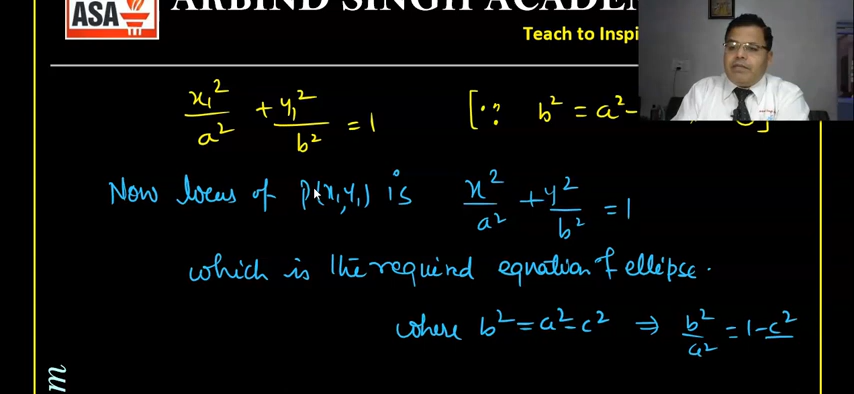 ASA
ARBIND SINGH ACADEM
Teach to Inspi
x₁²/a² + y₁²/b² = 1 [∵ b² = a² -
Now locus of P(x₁, y₁) is x²/a² + y²/b² = 1
which is the required equation of ellipse.
where b² = a² - c² ⇒ b²/a² = 1 - c²
m